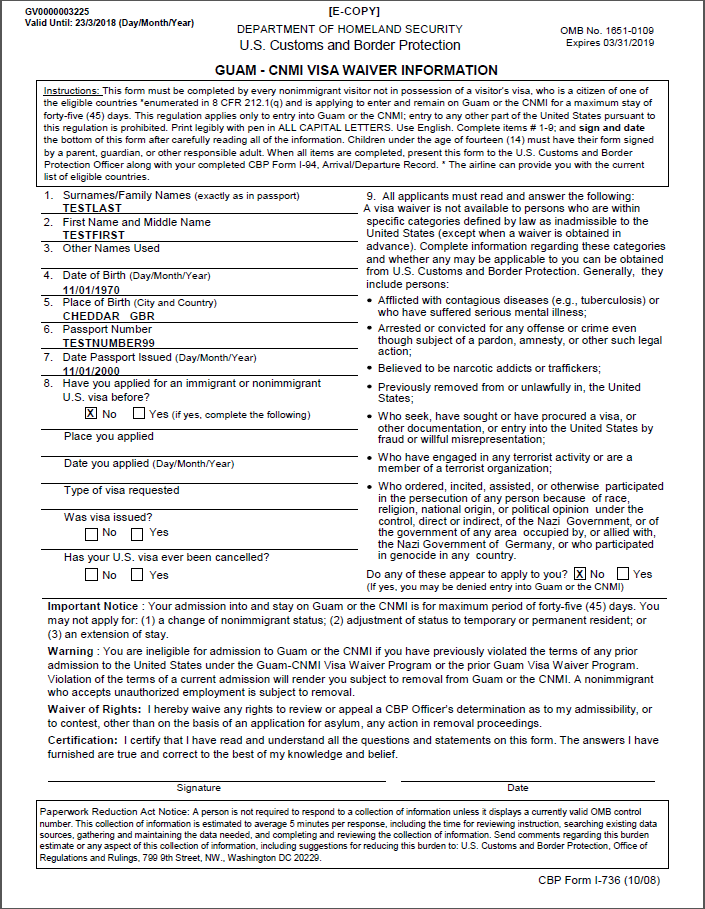 GV0000003225
Valid Until: 23/3/2018 (Day/Month/Year)
[E-COPY]
DEPARTMENT OF HOMELAND SECURITY
U.S. Customs and Border Protection
OMB No. 1651-0109
Expires 03/31/2019
GUAM - CNMI VISA WAIVER INFORMATION
Instructions: This form must be completed by every nonimmigrant visitor not in possession of a visitor's visa, who is a citizen of one of
the eligible countries *enumerated in 8 CFR 212.1(q) and is applying to enter and remain on Guam or the CNMI for a maximum stay of
forty-five (45) days. This regulation applies only to entry into Guam or the CNMI; entry to any other part of the United States pursuant to
this regulation is prohibited. Print legibly with pen in ALL CAPITAL LETTERS. Use English. Complete items # 1-9; and sign and date
the bottom of this form after carefully reading all of the information. Children under the age of fourteen (14) must have their form signed
by a parent, guardian, or other responsible adult. When all items are completed, present this form to the U.S. Customs and Border
Protection Officer along with your completed CBP Form I-94, Arrival/Departure Record. * The airline can provide you with the current
list of eligible countries.
1. Surnames/Family Names (exactly as in passport)
TESTLAST
2. First Name and Middle Name
TESTFIRST
3. Other Names Used
4. Date of Birth (Day/Month/Year)
11/01/1970
5. Place of Birth (City and Country)
CHEDDAR GBR
6. Passport Number
TESTNUMBER99
7. Date Passport Issued (Day/Month/Year)
11/01/2000
8. Have you applied for an immigrant or nonimmigrant
U.S. visa before?
X No Yes (if yes, complete the following)
Place you applied
Date you applied (Day/Month/Year)
Type of visa requested
Was visa issued?
No Yes
Has your U.S. visa ever been cancelled?
No Yes
9. All applicants must read and answer the following:
A visa waiver is not available to persons who are within
specific categories defined by law as inadmissible to the
United States (except when a waiver is obtained in
advance). Complete information regarding these categories
and whether any may be applicable to you can be obtained
from U.S. Customs and Border Protection. Generally, they
include persons:
• Afflicted with contagious diseases (e.g., tuberculosis) or
who have suffered serious mental illness;
• Arrested or convicted for any offense or crime even
though subject of a pardon, amnesty, or other such legal
action;
• Believed to be narcotic addicts or traffickers;
• Previously removed from or unlawfully in, the United
States;
• Who seek, have sought or have procured a visa, or
other documentation, or entry into the United States by
fraud or willful misrepresentation;
• Who have engaged in any terrorist activity or are a
member of a terrorist organization;
• Who ordered, incited, assisted, or otherwise participated
in the persecution of any person because of race,
religion, national origin, or political opinion under the
control, direct or indirect, of the Nazi Government, or of
the government of any area occupied by, or allied with,
the Nazi Government of Germany, or who participated
in genocide in any country.
Do any of these appear to apply to you? X No Yes
(If yes, you may be denied entry into Guam or the CNMI)
Important Notice : Your admission into and stay on Guam or the CNMI is for maximum period of forty-five (45) days. You
may not apply for: (1) a change of nonimmigrant status; (2) adjustment of status to temporary or permanent resident; or
(3) an extension of stay.
Warning : You are ineligible for admission to Guam or the CNMI if you have previously violated the terms of any prior
admission to the United States under the Guam-CNMI Visa Waiver Program or the prior Guam Visa Waiver Program.
Violation of the terms of a current admission will render you subject to removal from Guam or the CNMI. A nonimmigrant
who accepts unauthorized employment is subject to removal.
Waiver of Rights: I hereby waive any rights to review or appeal a CBP Officer's determination as to my admissibility, or
to contest, other than on the basis of an application for asylum, any action in removal proceedings.
Certification: I certify that I have read and understand all the questions and statements on this form. The answers I have
furnished are true and correct to the best of my knowledge and belief.
Signature
Date
Paperwork Reduction Act Notice: A person is not required to respond to a collection of information unless it displays a currently valid OMB control
number. This collection of information is estimated to average 5 minutes per response, including the time for reviewing instruction, searching existing data
sources, gathering and maintaining the data needed, and completing and reviewing the collection of information. Send comments regarding this burden
estimate or any aspect of this collection of information, including suggestions for reducing this burden to: U.S. Customs and Border Protection, Office of
Regulations and Rulings, 799 9th Street, NW., Washington DC 20229.
CBP Form I-736 (10/08)